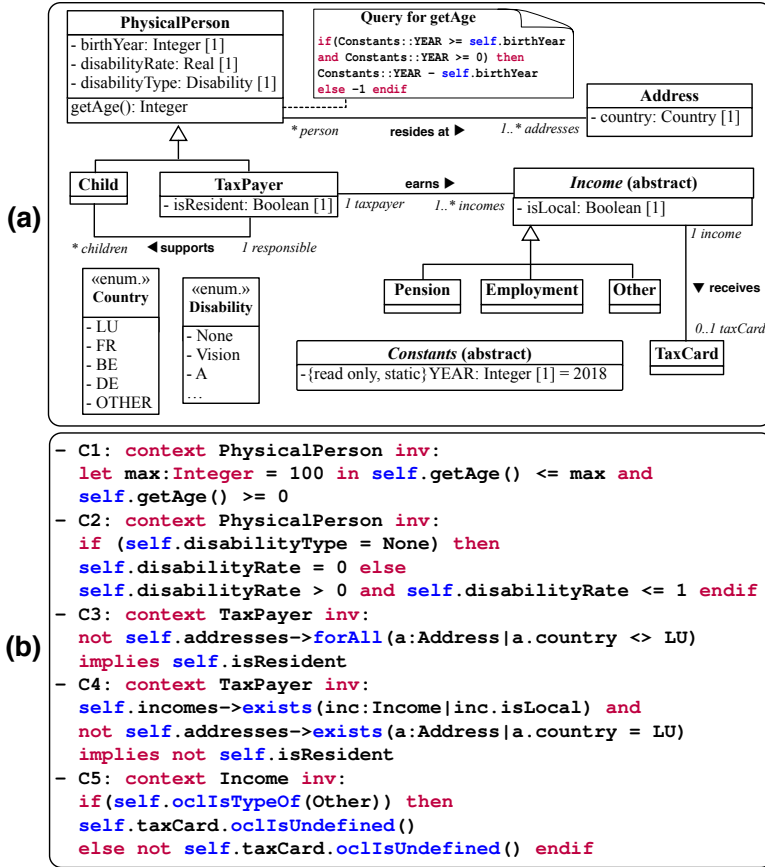 PhysicalPerson
- birthYear: Integer [1]
- disabilityRate: Real [1]
- disabilityType: Disability [1]
getAge(): Integer
Query for getAge
if(Constants::YEAR >= self.birthYear
and Constants::YEAR >= 0) then
Constants::YEAR - self.birthYear
else -1 endif
Address
- country: Country [1]
* person
resides at ▶
1..* addresses
(a)
Child
TaxPayer
- isResident: Boolean [1]
earns ▶
1 taxpayer
1..* incomes
Income (abstract)
- isLocal: Boolean [1]
* children
◀ supports
1 responsible
1 income
«enum.»
Country
- LU
- FR
- BE
- DE
- OTHER
«enum.»
Disability
- None
- Vision
- A
...
Pension
Employment
Other
▼ receives
0..1 taxCard
TaxCard
Constants (abstract)
-{read only, static}YEAR: Integer [1] = 2018
(b)
- C1: context PhysicalPerson inv:
let max:Integer = 100 in self.getAge() <= max and
self.getAge() >= 0
- C2: context PhysicalPerson inv:
if (self.disabilityType = None) then
self.disabilityRate = 0 else
self.disabilityRate > 0 and self.disabilityRate <= 1 endif
- C3: context TaxPayer inv:
not self.addresses->forAll(a:Address|a.country <> LU)
implies self.isResident
- C4: context TaxPayer inv:
self.incomes->exists(inc:Income|inc.isLocal) and
not self.addresses->exists(a:Address|a.country = LU)
implies not self.isResident
- C5: context Income inv:
if(self.oclIsTypeOf(Other)) then
self.taxCard.oclIsUndefined()
else not self.taxCard.oclIsUndefined() endif